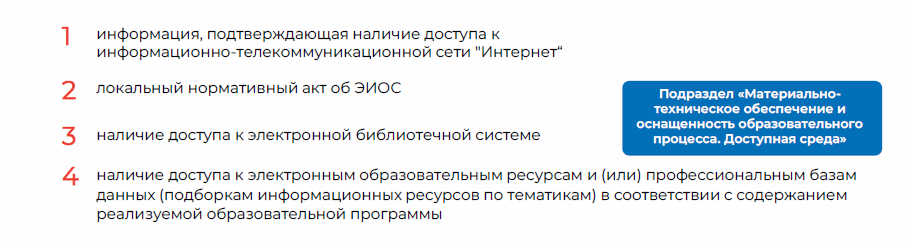 1 информация, подтверждающая наличие доступа к
информационно-телекоммуникационной сети "Интернет“
2 локальный нормативный акт об ЭИОС
Подраздел «Материально-
техническое обеспечение и
оснащенность образовательного
процесса. Доступная среда»
3 наличие доступа к электронной библиотечной системе
4 наличие доступа к электронным образовательным ресурсам и (или) профессиональным базам
данных (подборкам информационных ресурсов по тематикам) в соответствии с содержанием
реализуемой образовательной программы